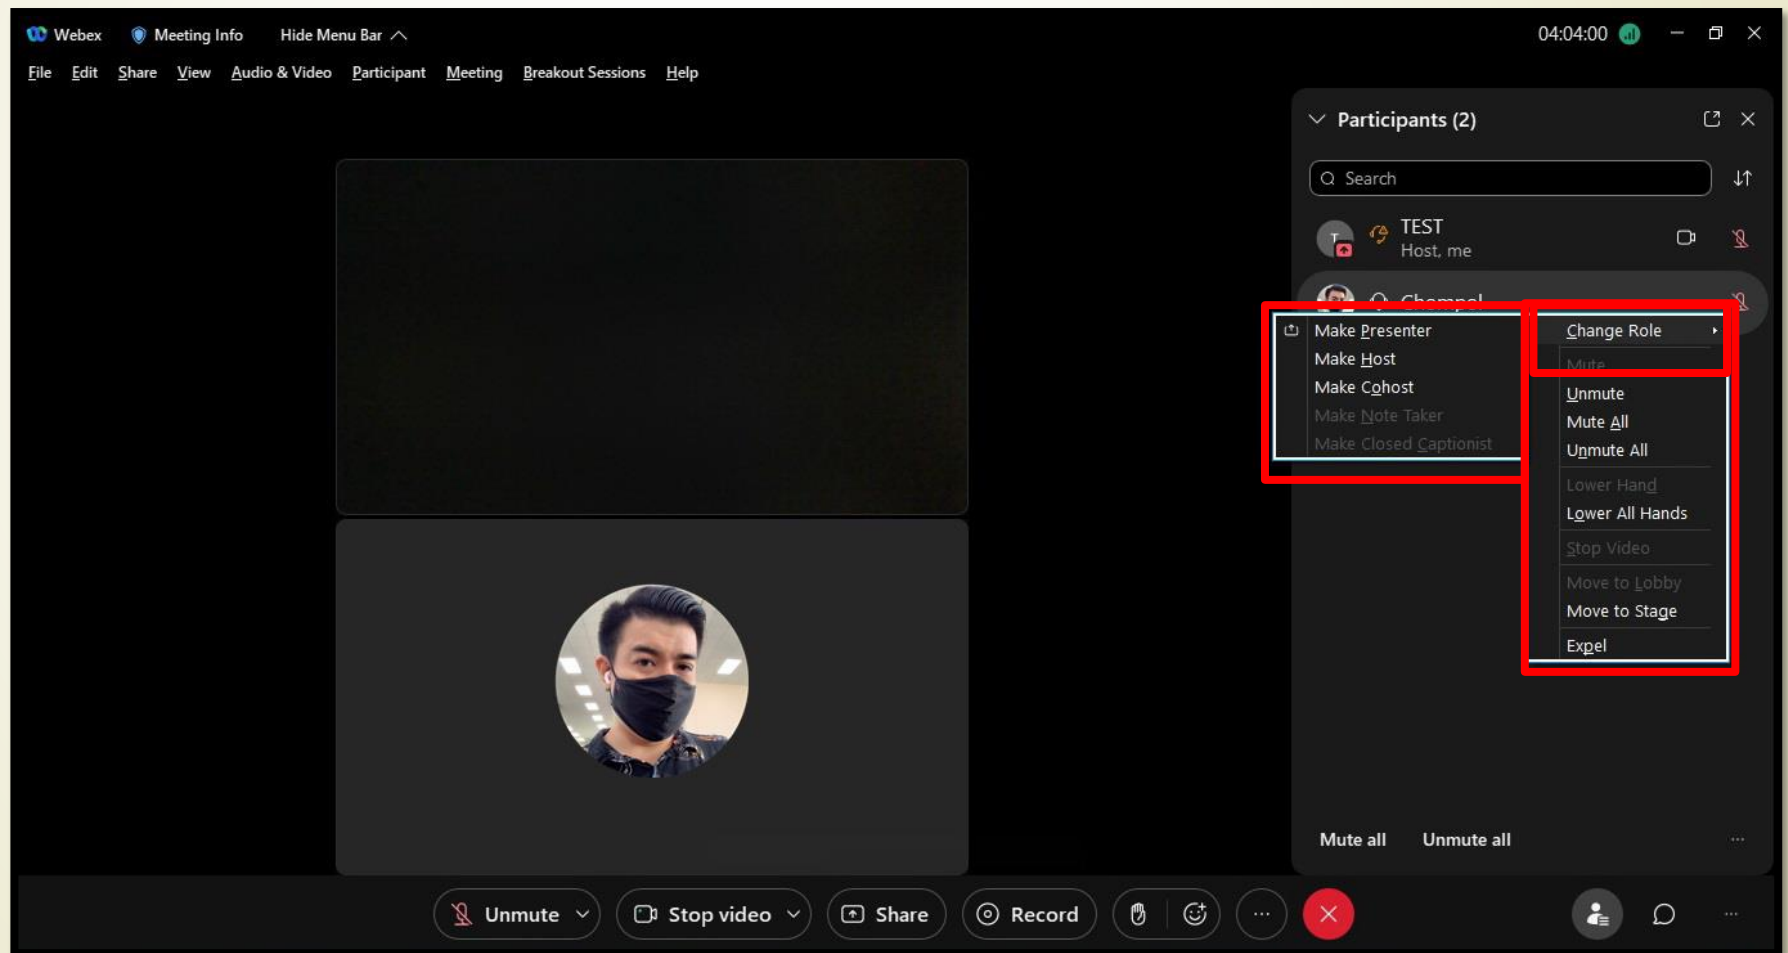 Webex Meeting Info Hide Menu Bar 04:04:00
File Edit Share View Audio & Video Participant Meeting Breakout Sessions Help
Participants (2)
Search
T TEST
Host, me
Chompol
Make Presenter
Make Host
Make Cohost
Make Note Taker
Make Closed Captionist
Change Role
Mute
Unmute
Mute All
Unmute All
Lower Hand
Lower All Hands
Stop Video
Move to Lobby
Move to Stage
Expel
Mute all Unmute all
Unmute Stop video Share Record